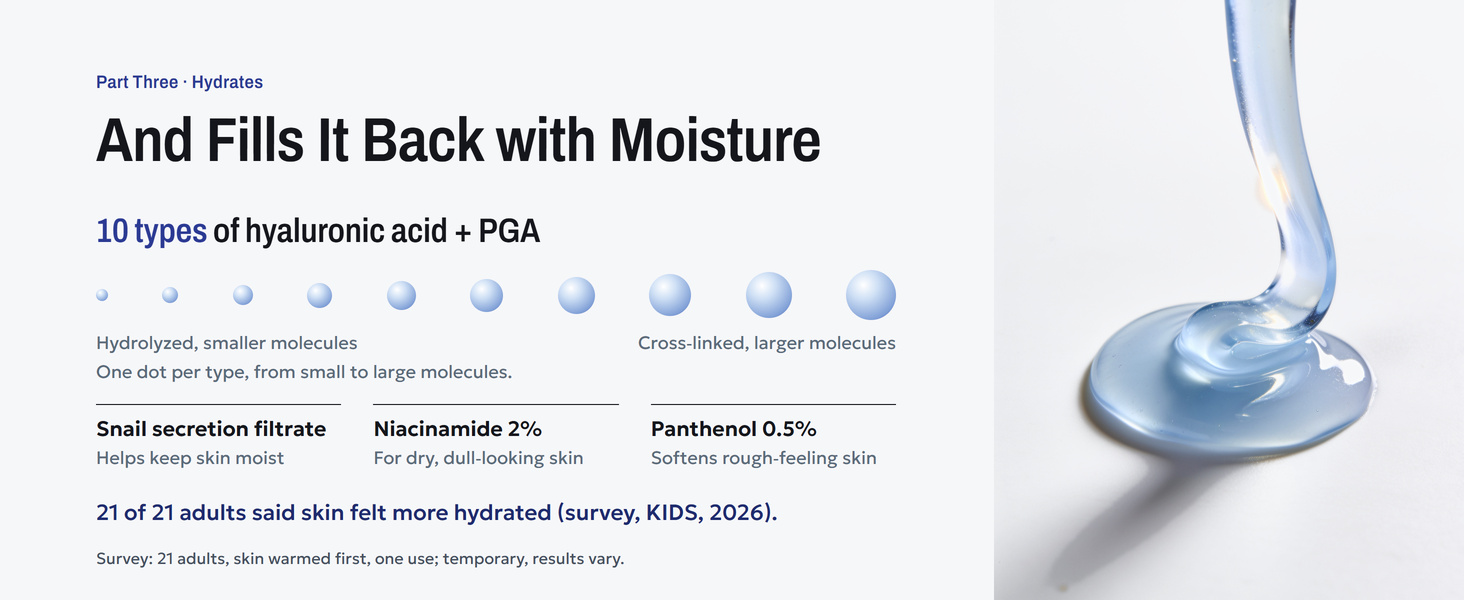 Part Three · Hydrates
And Fills It Back with Moisture
10 types of hyaluronic acid + PGA
Hydrolyzed, smaller molecules
Cross-linked, larger molecules
One dot per type, from small to large molecules.
Snail secretion filtrate
Helps keep skin moist
Niacinamide 2%
For dry, dull-looking skin
Panthenol 0.5%
Softens rough-feeling skin
21 of 21 adults said skin felt more hydrated (survey, KIDS, 2026).
Survey: 21 adults, skin warmed first, one use; temporary, results vary.